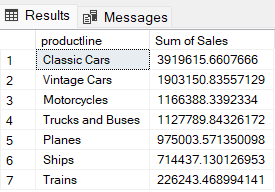 Results Messages
productline Sum of Sales
1 Classic Cars 3919615.6607666
2 Vintage Cars 1903150.83557129
3 Motorcycles 1166388.3392334
4 Trucks and Buses 1127789.84326172
5 Planes 975003.571350098
6 Ships 714437.130126953
7 Trains 226243.468994141